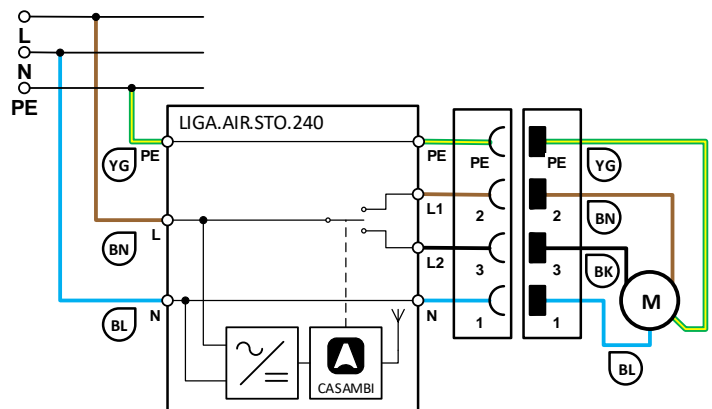 L
N
PE
LIGA.AIR.STO.240
YG
PE
PE
PE
PE
YG
BN
L
L1
2
2
BN
L2
3
3
BK
M
BL
N
N
1
1
BL
CASAMBI